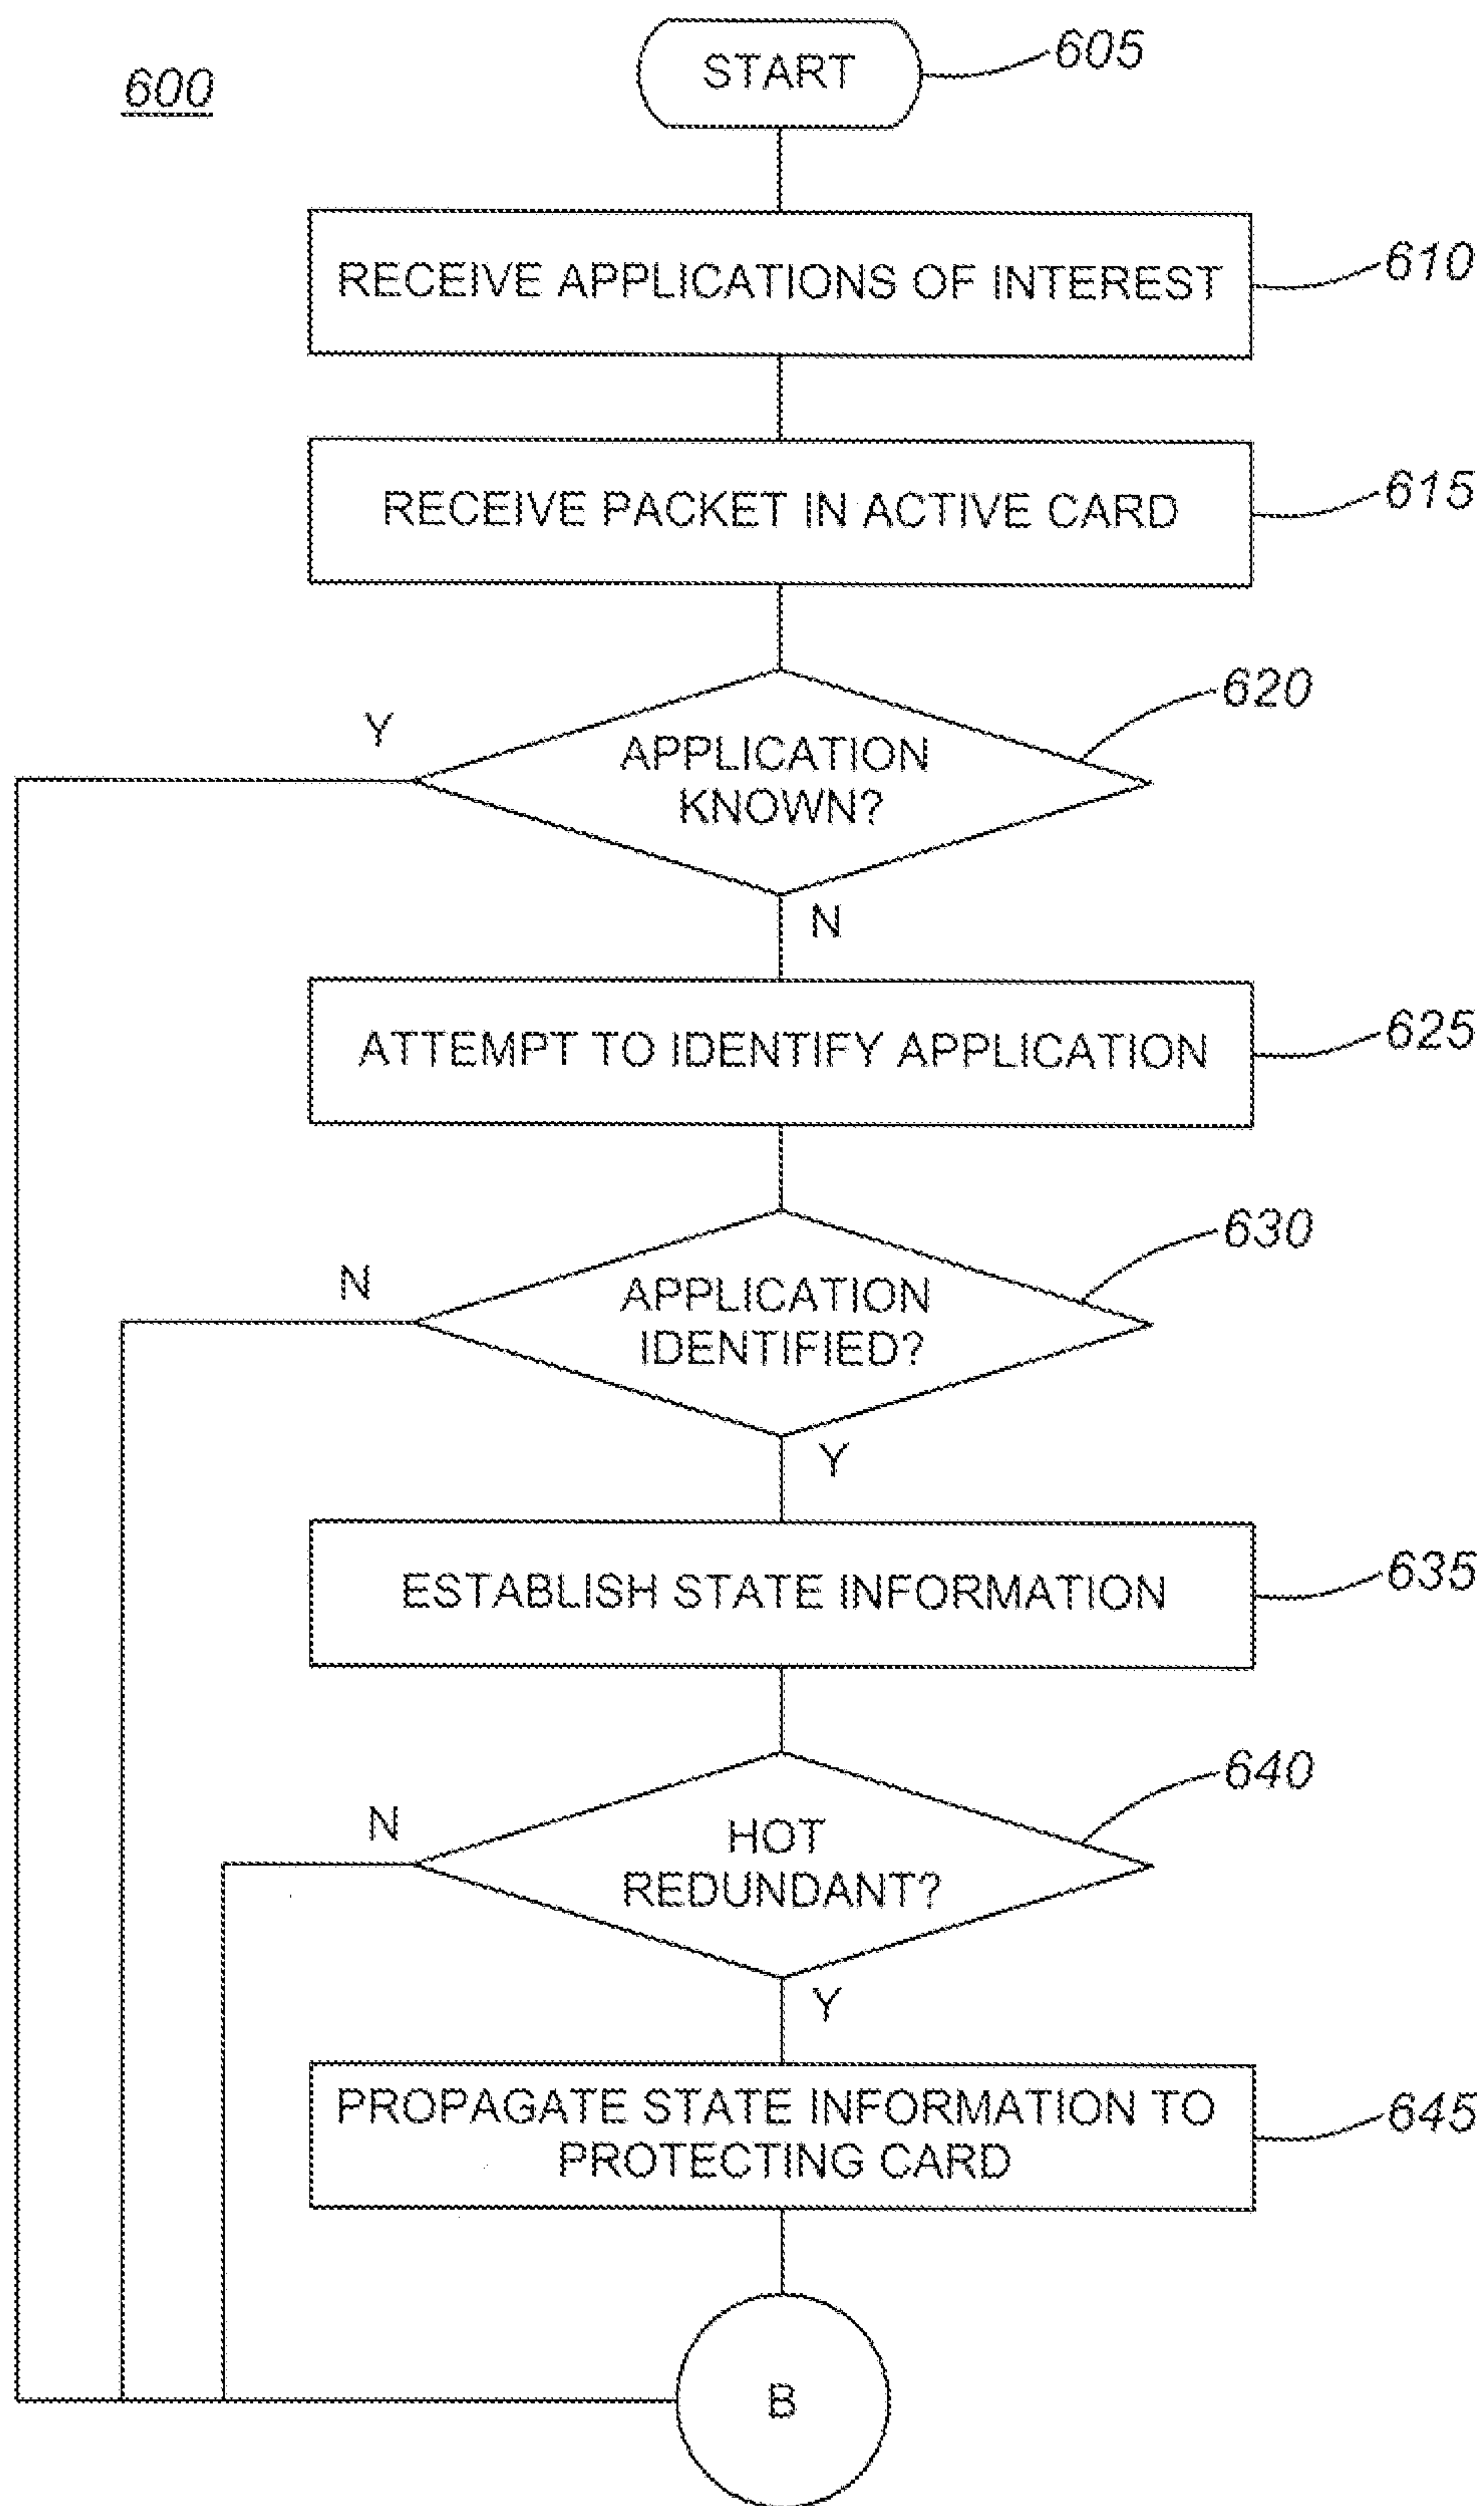 600
START
605
RECEIVE APPLICATIONS OF INTEREST
610
RECEIVE PACKET IN ACTIVE CARD
615
620
Y
APPLICATION
KNOWN?
N
ATTEMPT TO IDENTIFY APPLICATION
625
630
N
APPLICATION
IDENTIFIED?
Y
ESTABLISH STATE INFORMATION
635
640
N
HOT
REDUNDANT?
Y
PROPAGATE STATE INFORMATION TO
PROTECTING CARD
645
B